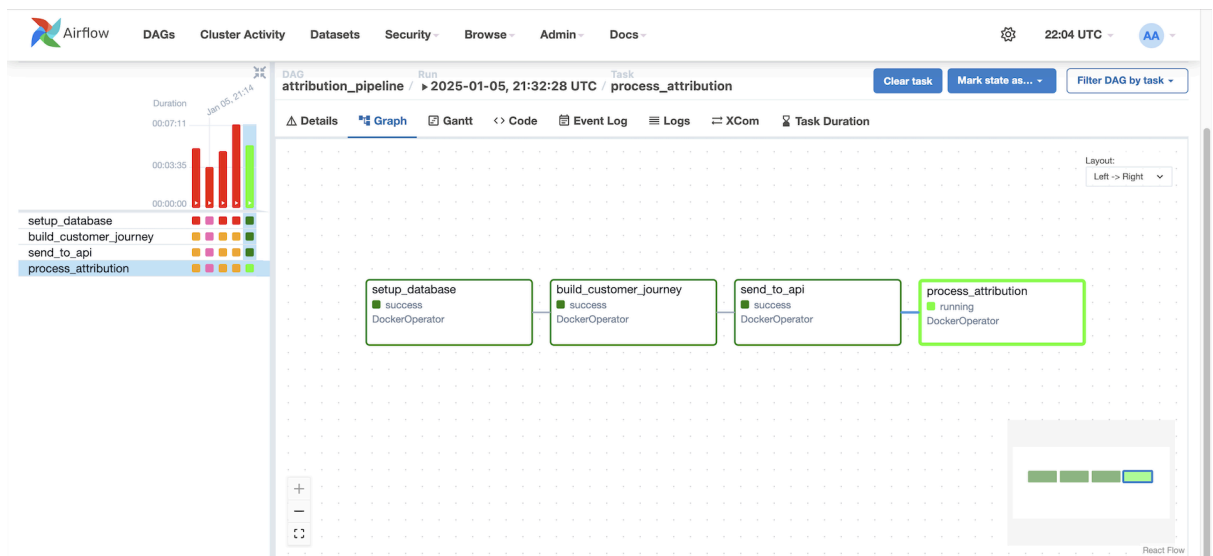 Airflow DAGs Cluster Activity Datasets Security Browse Admin Docs 22:04 UTC AA
DAG Run Task
attribution_pipeline / 2025-01-05, 21:32:28 UTC / process_attribution
Clear task Mark state as... Filter DAG by task
Details Graph Gantt <> Code Event Log Logs XCom Task Duration
Duration Jan 05, 21:14
00:07:11
00:03:35
00:00:00
setup_database
build_customer_journey
send_to_api
process_attribution
Layout:
Left -> Right
setup_database
success
DockerOperator
build_customer_journey
success
DockerOperator
send_to_api
success
DockerOperator
process_attribution
running
DockerOperator
React Flow